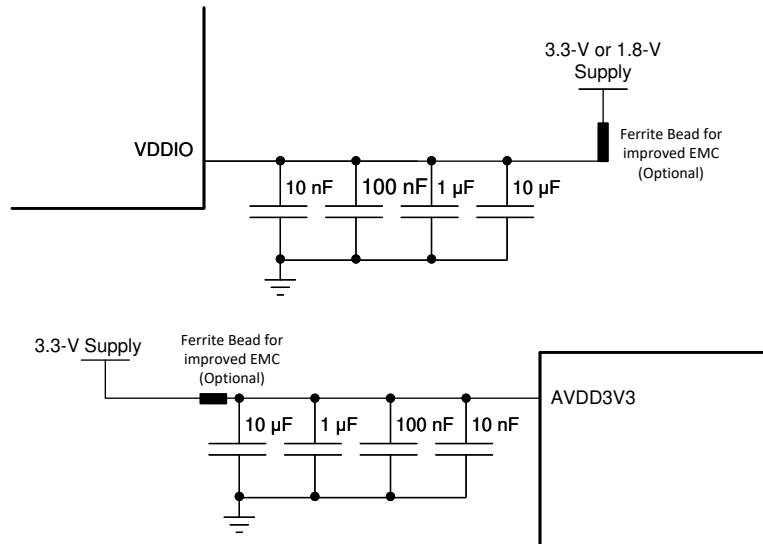 3.3-V or 1.8-V
Supply
Ferrite Bead for
improved EMC
(Optional)
VDDIO
10 nF
100 nF
1 µF
10 µF
3.3-V Supply
Ferrite Bead for
improved EMC
(Optional)
AVDD3V3
10 µF
1 µF
100 nF
10 nF